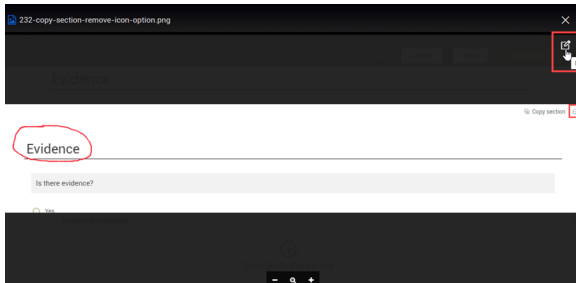 232-copy-section-remove-icon-option.png
Evidence
Copy section
Evidence
Is there evidence?
Yes